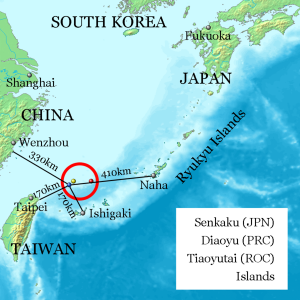 SOUTH KOREA
Fukuoka
JAPAN
Shanghai
CHINA
Wenzhou
330km
410km
Ryukyu Islands
170km
170km
Naha
Taipei
Ishigaki
TAIWAN
Senkaku (JPN)
Diaoyu (PRC)
Tiaoyutai (ROC)
Islands